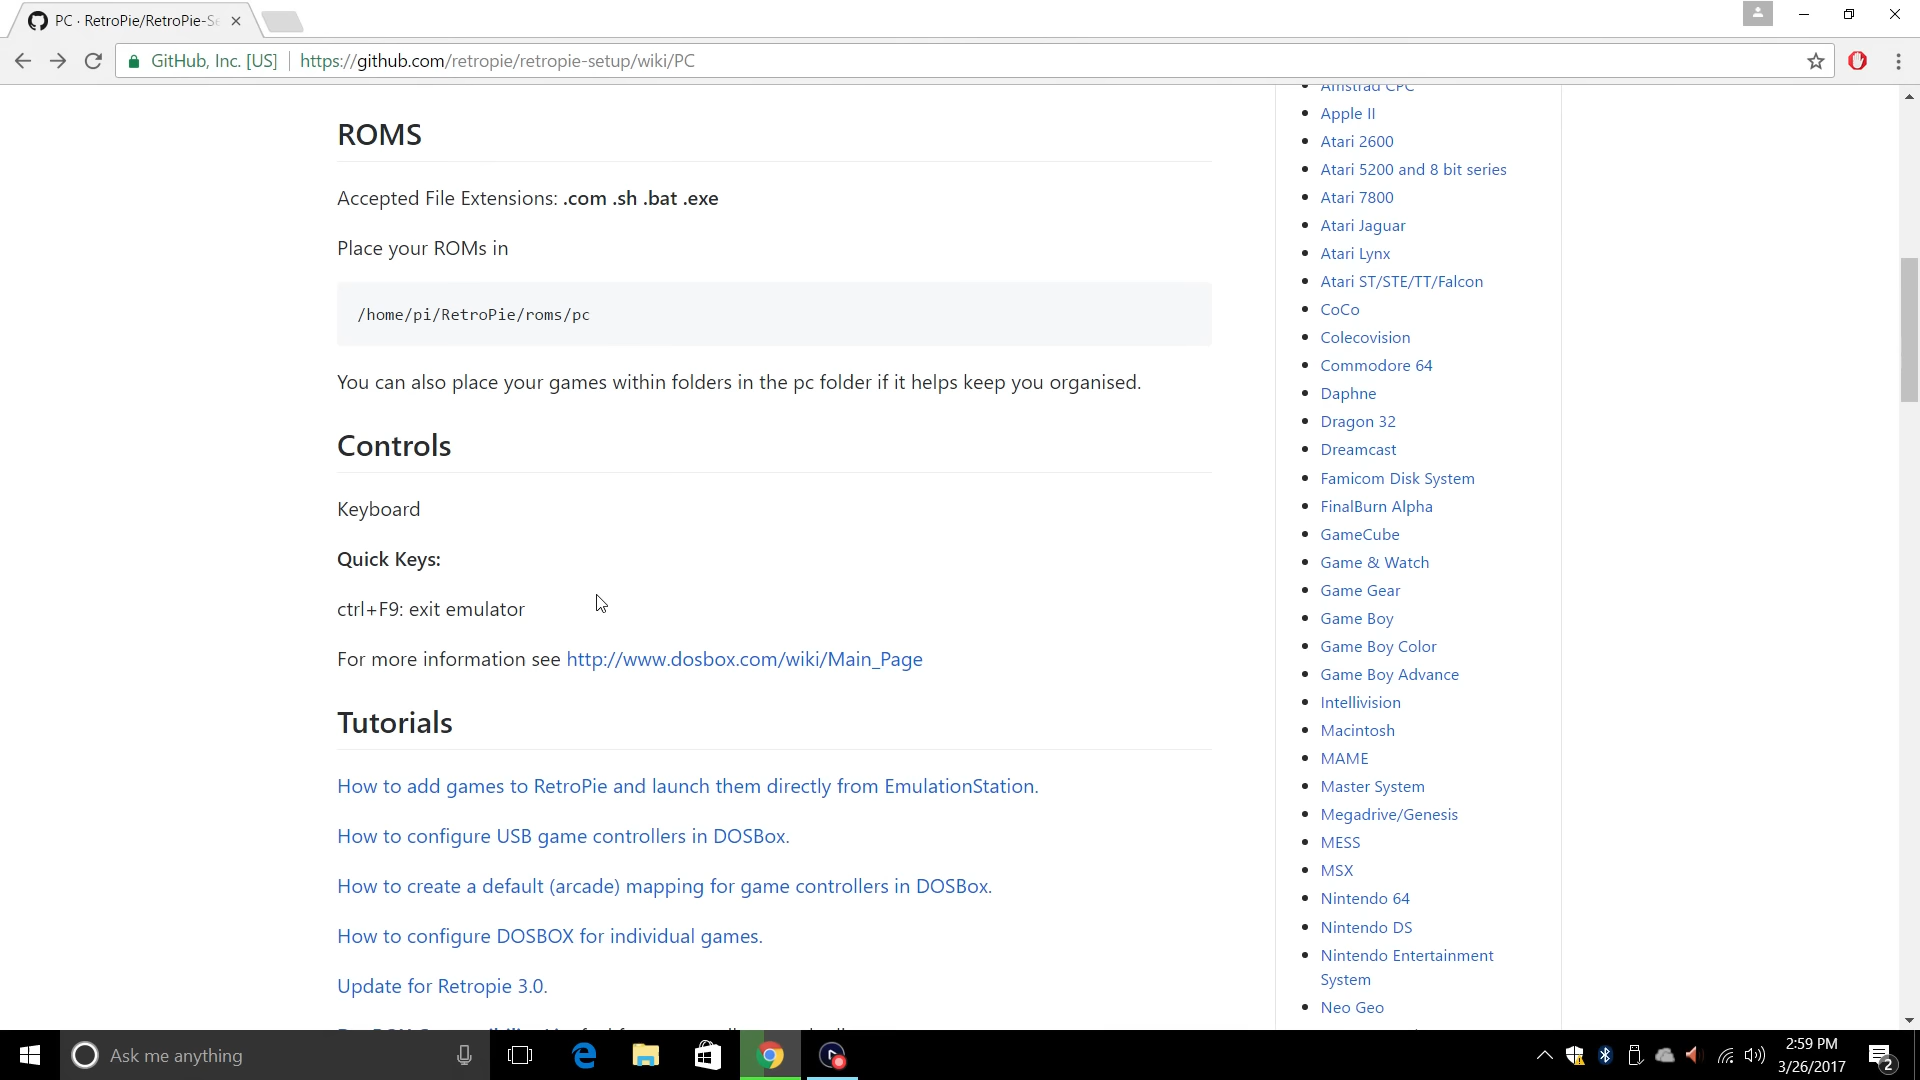 PC · RetroPie/RetroPie-Se
GitHub, Inc. [US]
https://github.com/retropie/retropie-setup/wiki/PC
ROMS
Accepted File Extensions: .com .sh .bat .exe
Place your ROMs in
/home/pi/RetroPie/roms/pc
You can also place your games within folders in the pc folder if it helps keep you organised.
Controls
Keyboard
Quick Keys:
ctrl+F9: exit emulator
For more information see http://www.dosbox.com/wiki/Main_Page
Tutorials
How to add games to RetroPie and launch them directly from EmulationStation.
How to configure USB game controllers in DOSBox.
How to create a default (arcade) mapping for game controllers in DOSBox.
How to configure DOSBOX for individual games.
Update for Retropie 3.0.
Amstrad CPC
Apple II
Atari 2600
Atari 5200 and 8 bit series
Atari 7800
Atari Jaguar
Atari Lynx
Atari ST/STE/TT/Falcon
CoCo
Colecovision
Commodore 64
Daphne
Dragon 32
Dreamcast
Famicom Disk System
FinalBurn Alpha
GameCube
Game & Watch
Game Gear
Game Boy
Game Boy Color
Game Boy Advance
Intellivision
Macintosh
MAME
Master System
Megadrive/Genesis
MESS
MSX
Nintendo 64
Nintendo DS
Nintendo Entertainment
System
Neo Geo
Ask me anything
2:59 PM
3/26/2017
2